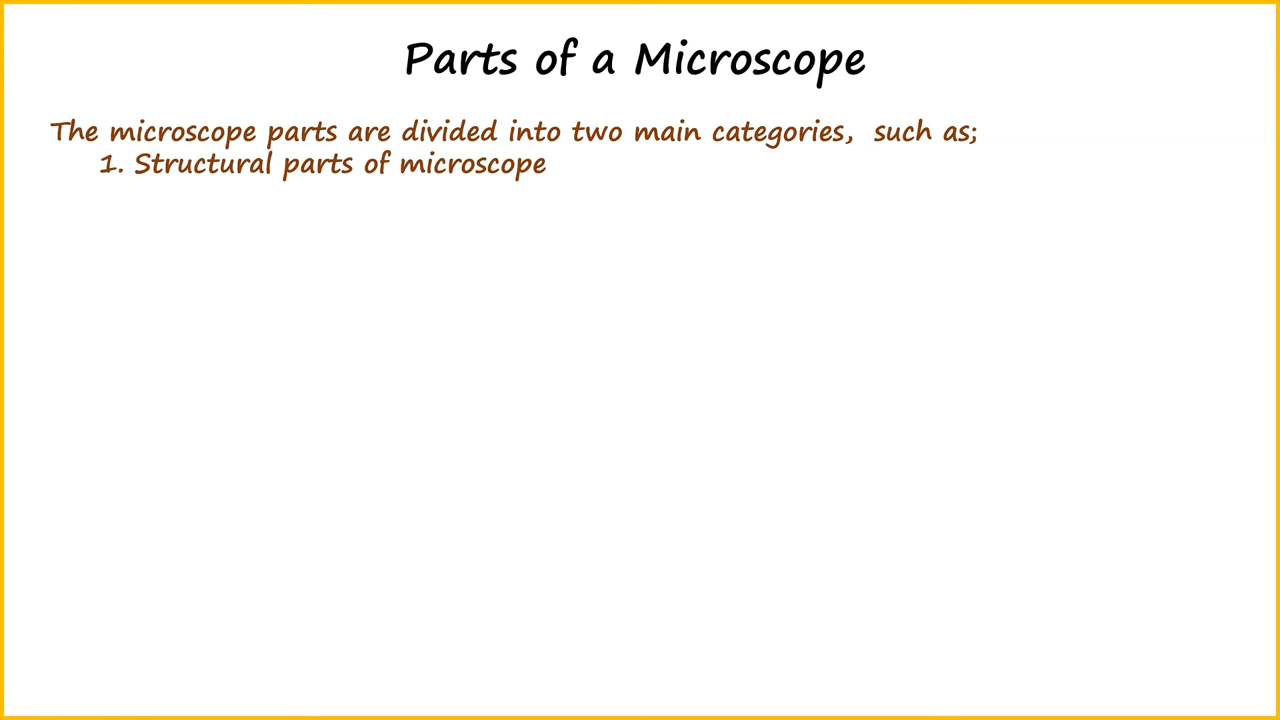 Parts of a Microscope
The microscope parts are divided into two main categories, such as;
1. Structural parts of microscope